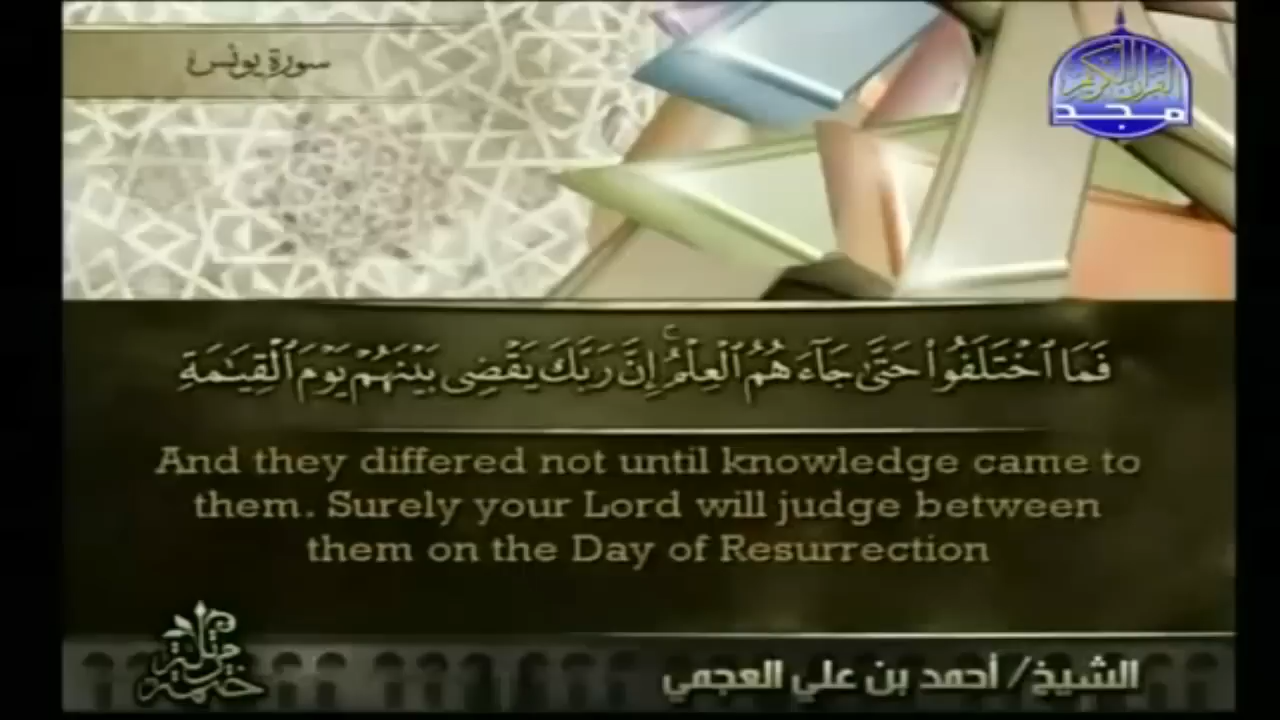 سورة يونس
القرآن الكريم
مجد
فَمَا ٱخْتَلَفُوا۟ حَتَّىٰ جَآءَهُمُ ٱلْعِلْمُ ۚ إِنَّ رَبَّكَ يَقْضِى بَيْنَهُمْ يَوْمَ ٱلْقِيَـٰمَةِ
And they differed not until knowledge came to
them. Surely your Lord will judge between
them on the Day of Resurrection
ختمة مرتلة
الشيخ/ أحمد بن علي العجمي